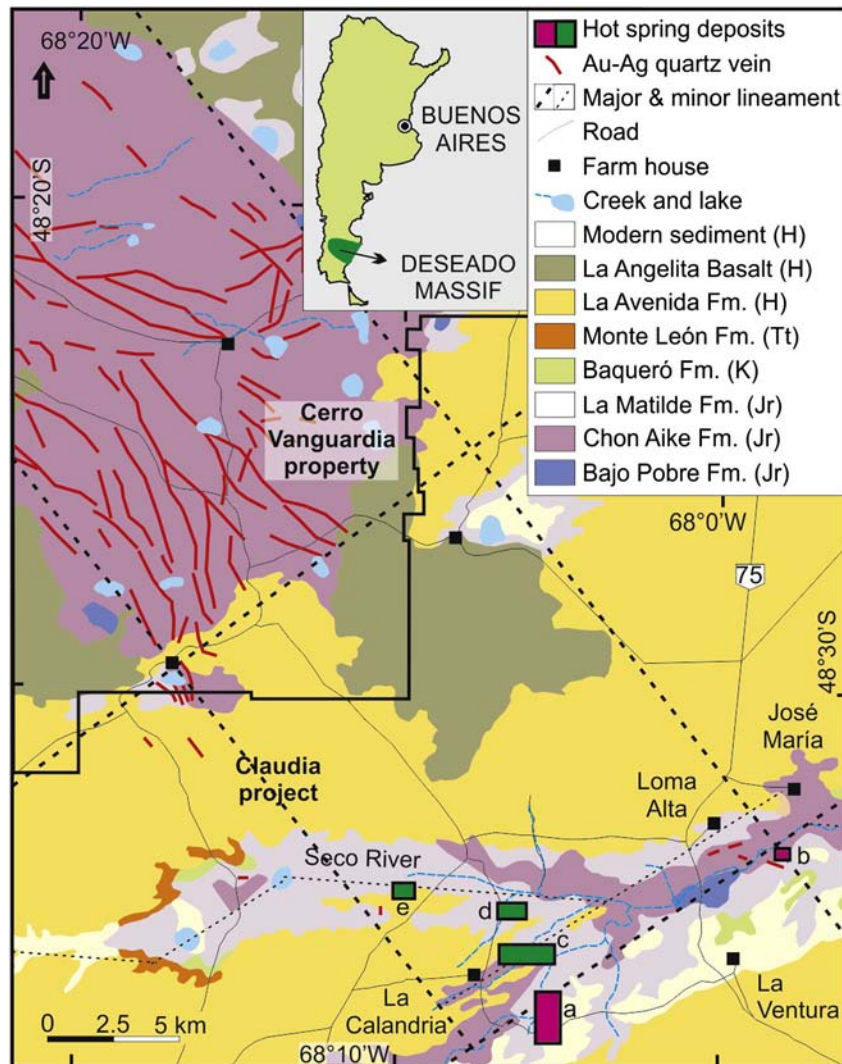 68°20'W
48°20'S
BUENOS
AIRES
DESEADO
MASSIF
Hot spring deposits
Au-Ag quartz vein
Major & minor lineament
Road
Farm house
Creek and lake
Modern sediment (H)
La Angelita Basalt (H)
La Avenida Fm. (H)
Monte León Fm. (Tt)
Baqueró Fm. (K)
La Matilde Fm. (Jr)
Chon Aike Fm. (Jr)
Bajo Pobre Fm. (Jr)
Cerro
Vanguardia
property
68°0'W
75
48°30'S
José
María
Loma
Alta
Claudia
project
Seco River
b
e
d
c
a
La
Calandria
La
Ventura
0 2.5 5 km
68°10'W